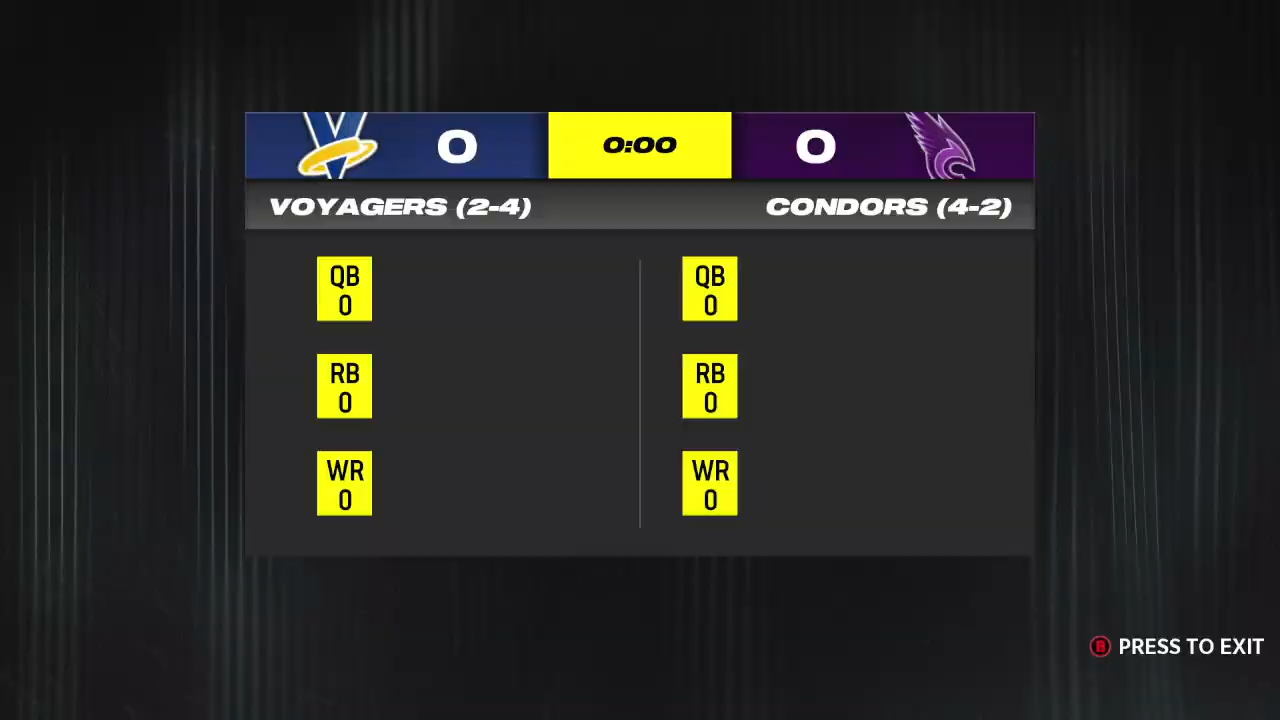 0 0:00 0
VOYAGERS (2-4) CONDORS (4-2)
QB QB
0 0
RB RB
0 0
WR WR
0 0
B PRESS TO EXIT